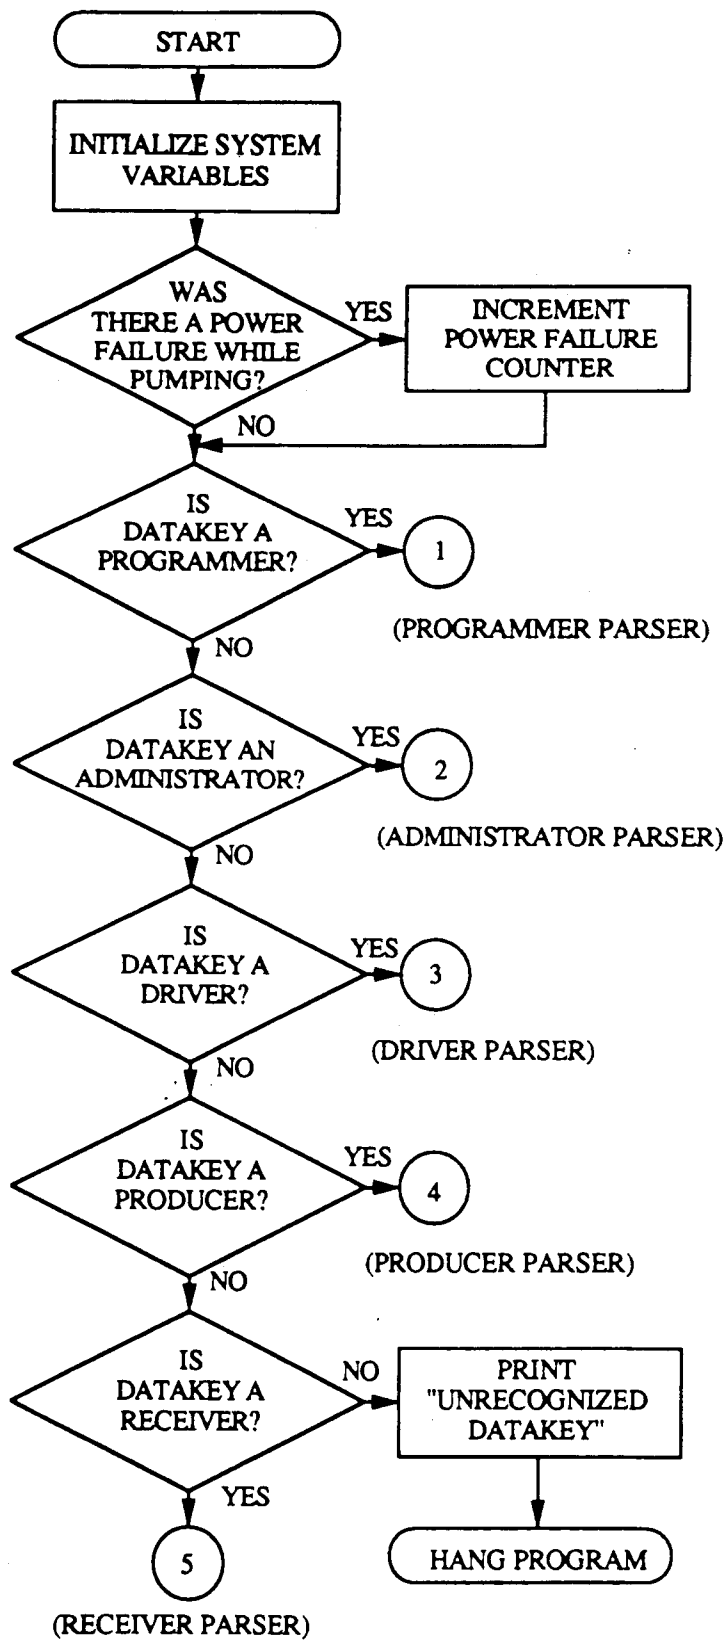 START
INITIALIZE SYSTEM
VARIABLES
WAS
THERE A POWER
FAILURE WHILE
PUMPING?
YES
INCREMENT
POWER FAILURE
COUNTER
NO
IS
DATAKEY A
PROGRAMMER?
YES
1
(PROGRAMMER PARSER)
NO
IS
DATAKEY AN
ADMINISTRATOR?
YES
2
(ADMINISTRATOR PARSER)
NO
IS
DATAKEY A
DRIVER?
YES
3
(DRIVER PARSER)
NO
IS
DATAKEY A
PRODUCER?
YES
4
(PRODUCER PARSER)
NO
IS
DATAKEY A
RECEIVER?
NO
PRINT
"UNRECOGNIZED
DATAKEY"
YES
HANG PROGRAM
5
(RECEIVER PARSER)